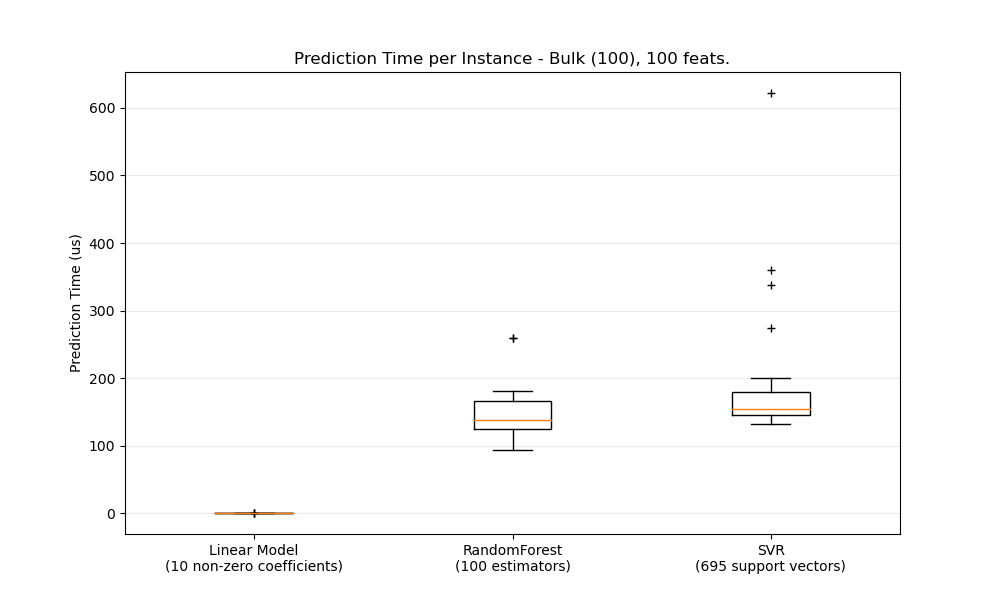 Prediction Time per Instance - Bulk (100), 100 feats.
Prediction Time (us)
600
500
400
300
200
100
0
Linear Model
(10 non-zero coefficients)
RandomForest
(100 estimators)
SVR
(695 support vectors)